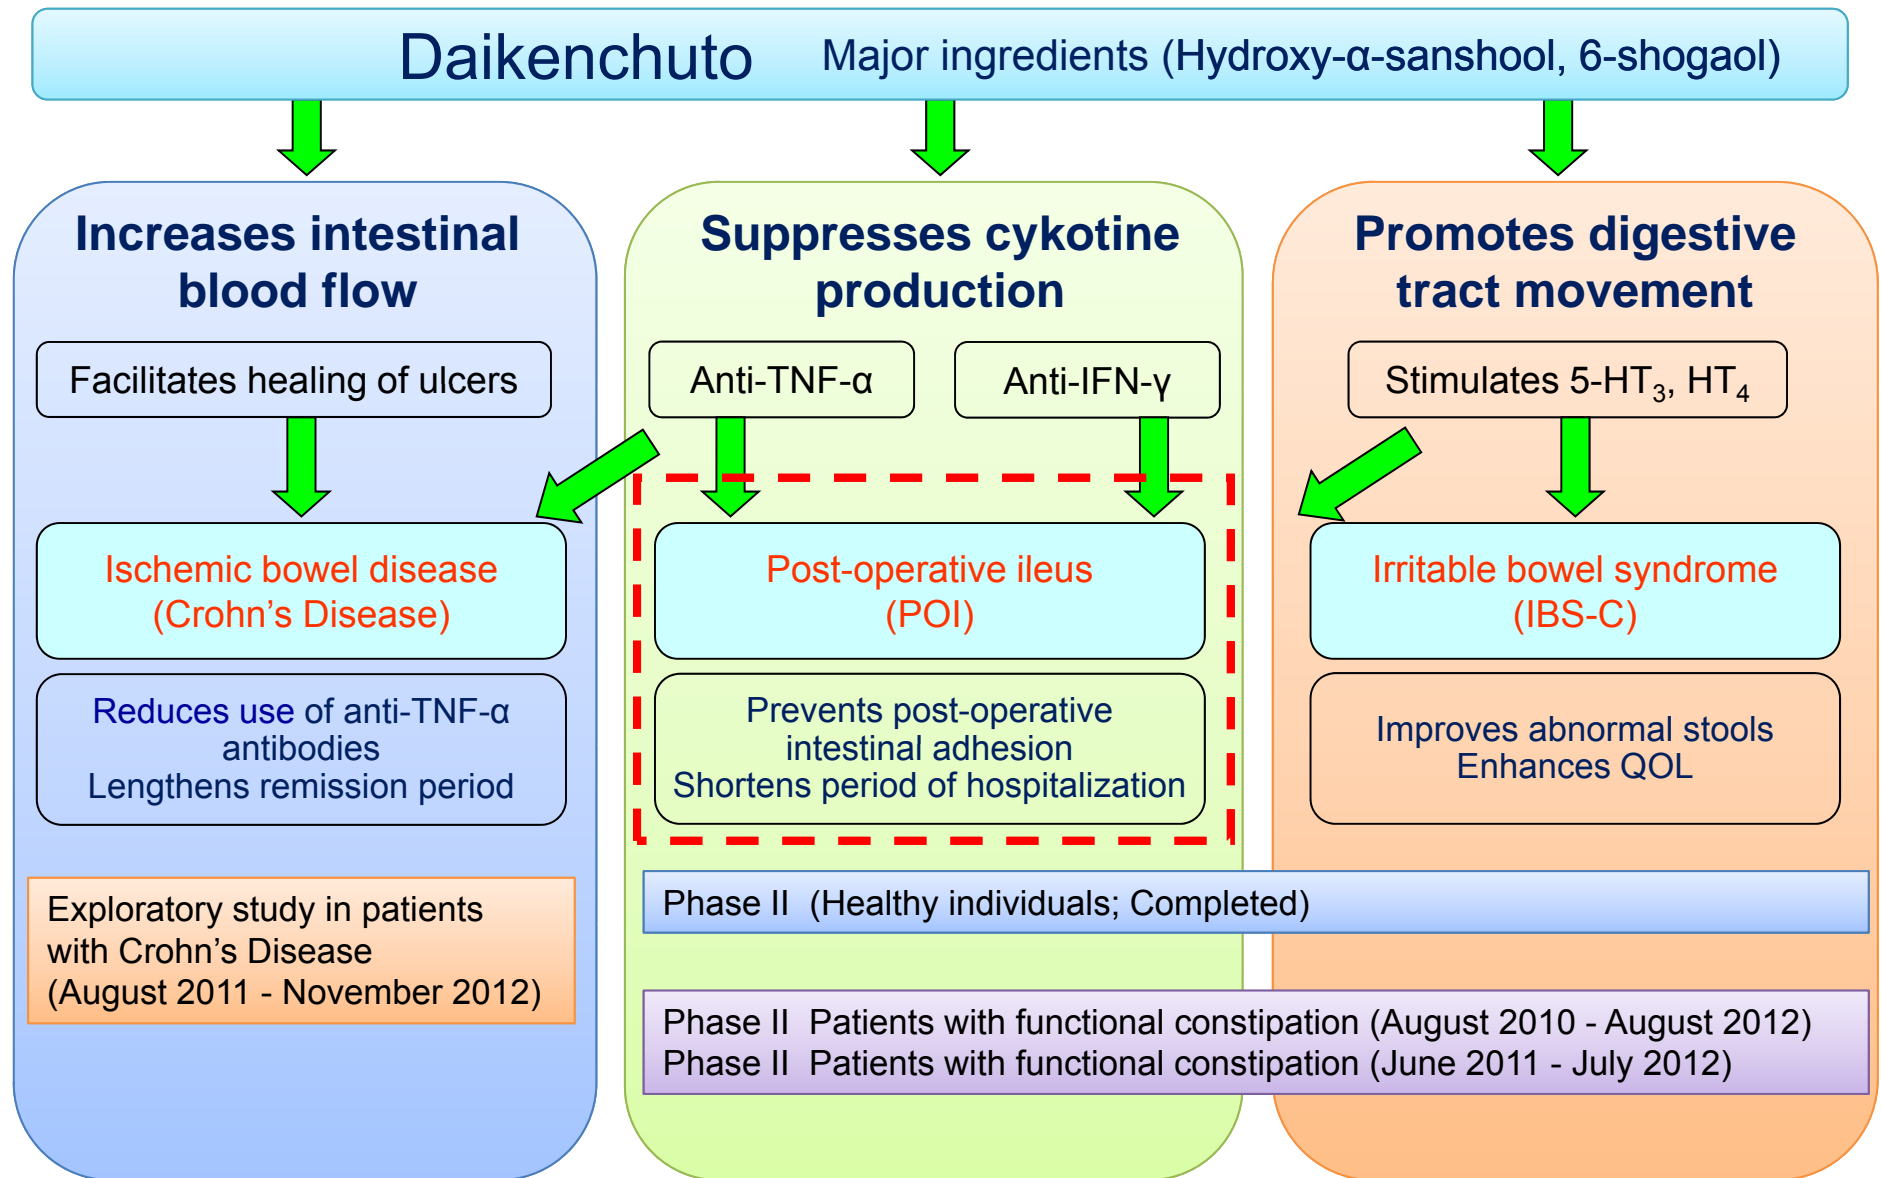 Daikenchuto Major ingredients (Hydroxy-α-sanshool, 6-shogaol)
Increases intestinal
blood flow
Facilitates healing of ulcers
Ischemic bowel disease
(Crohn’s Disease)
Reduces use of anti-TNF-α
antibodies
Lengthens remission period
Exploratory study in patients
with Crohn’s Disease
(August 2011 - November 2012)
Suppresses cykotine
production
Anti-TNF-α
Anti-IFN-γ
Post-operative ileus
(POI)
Prevents post-operative
intestinal adhesion
Shortens period of hospitalization
Promotes digestive
tract movement
Stimulates 5-HT₃, HT₄
Irritable bowel syndrome
(IBS-C)
Improves abnormal stools
Enhances QOL
Phase II (Healthy individuals; Completed)
Phase II Patients with functional constipation (August 2010 - August 2012)
Phase II Patients with functional constipation (June 2011 - July 2012)